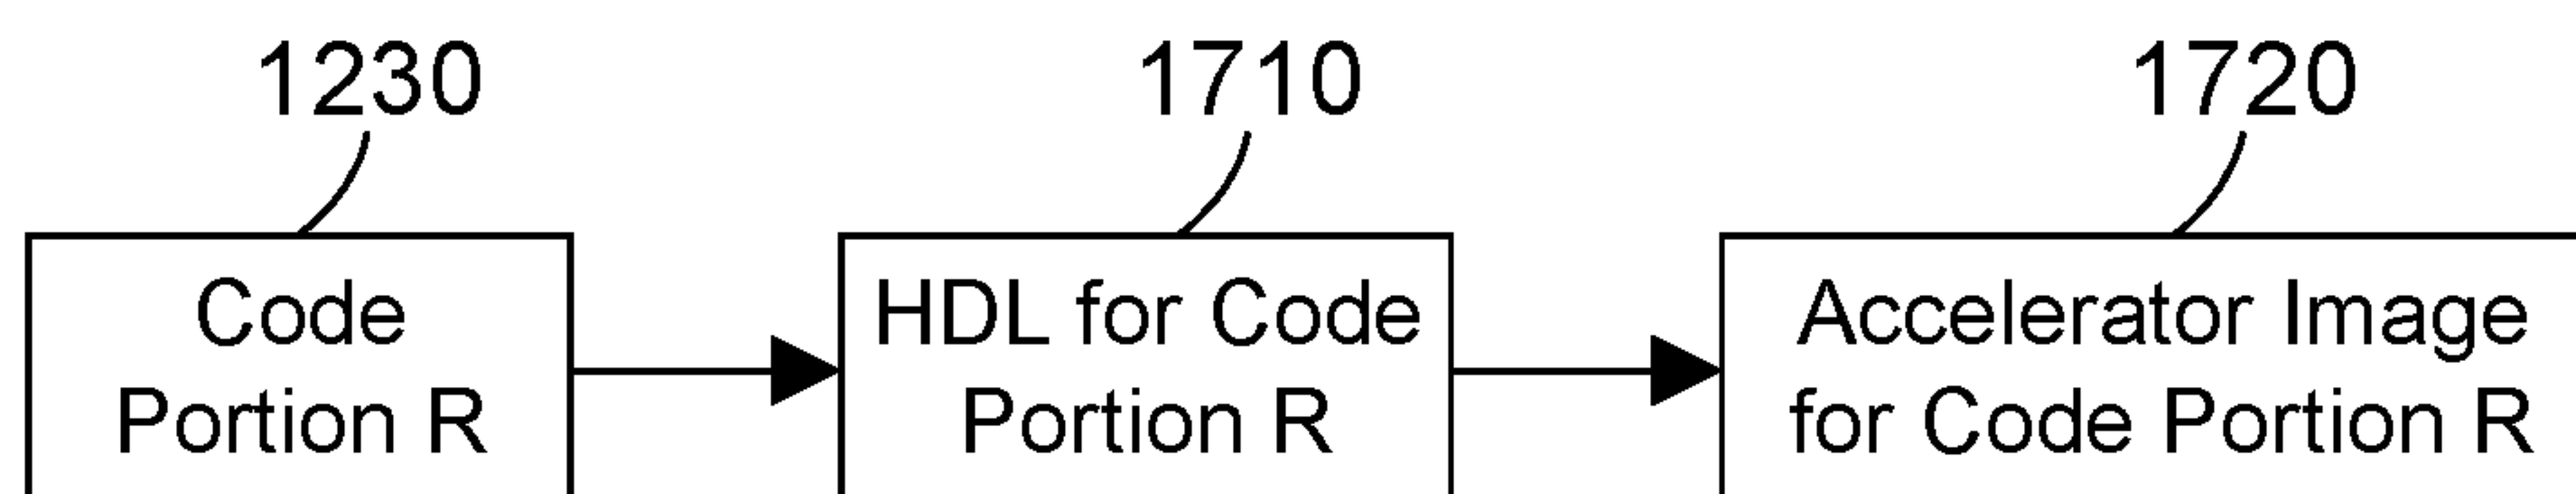 1230
1710
1720
Code
Portion R
HDL for Code
Portion R
Accelerator Image
for Code Portion R